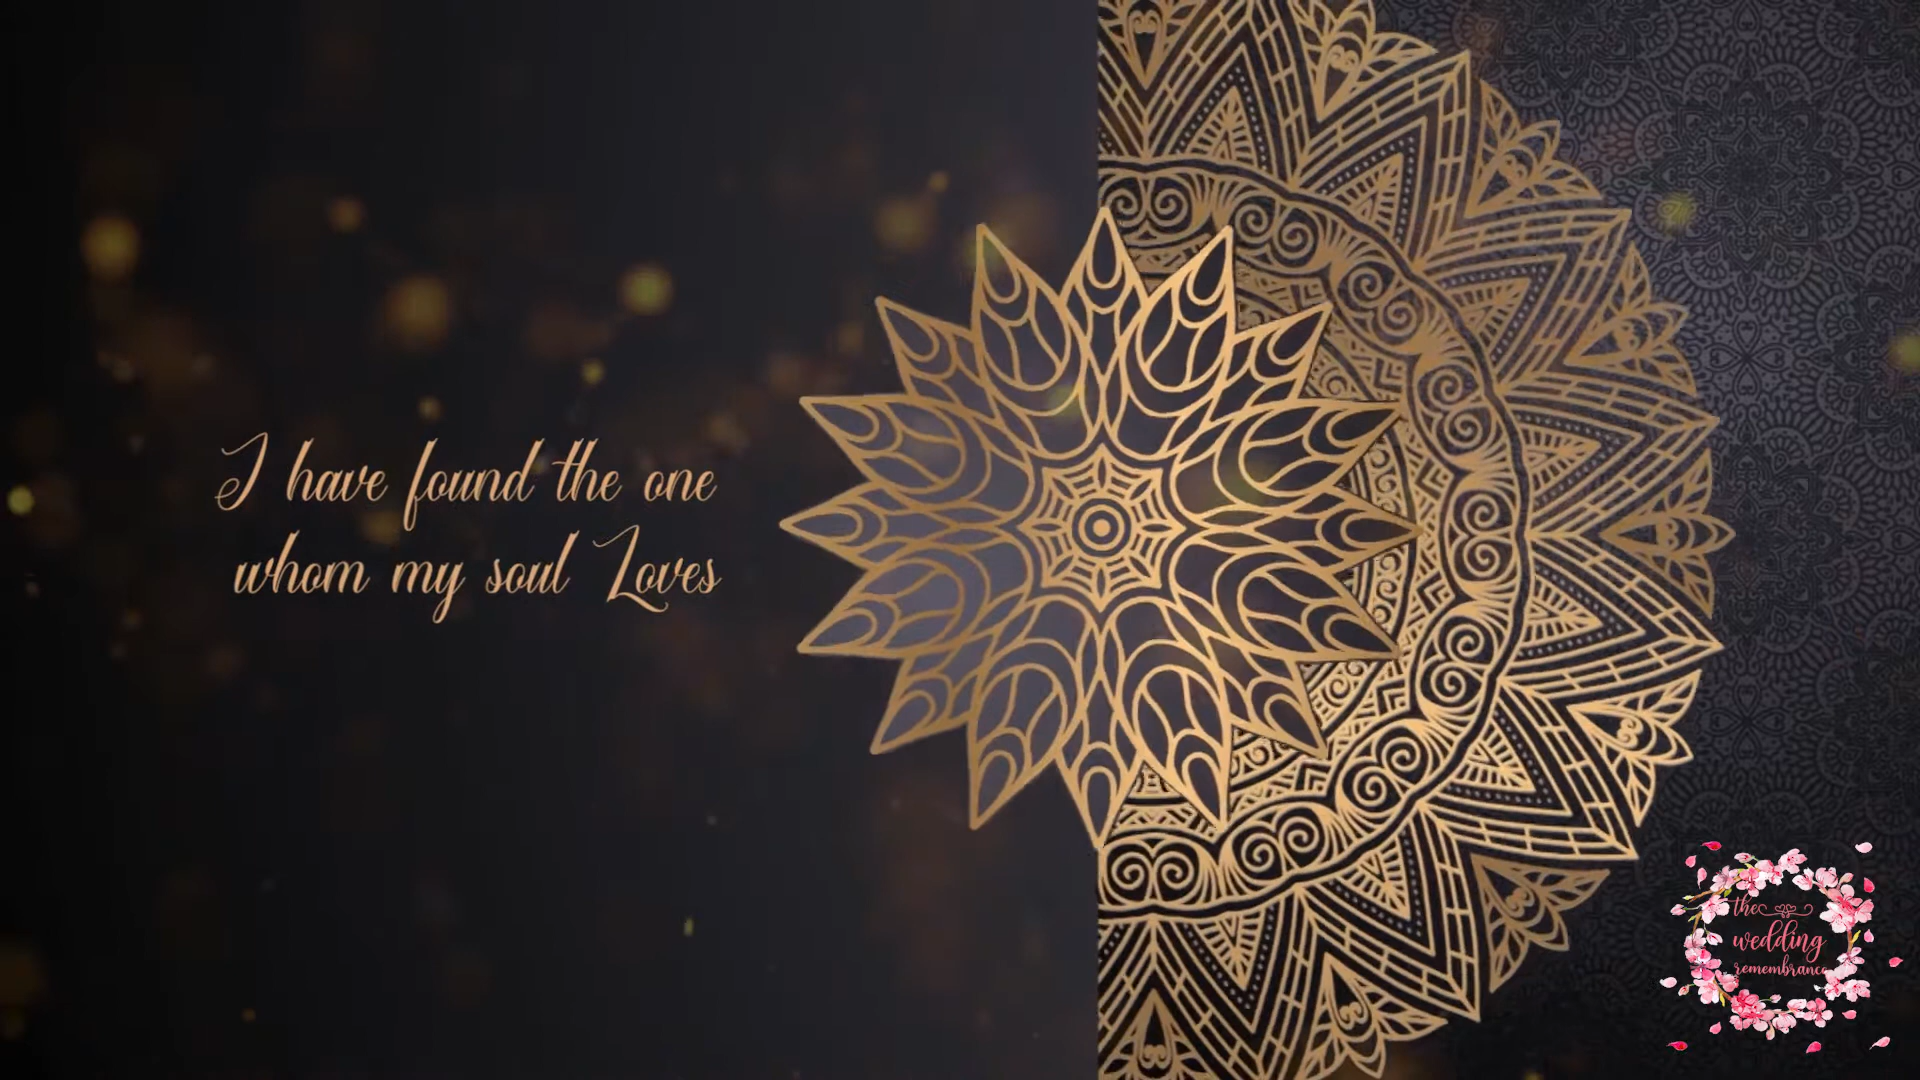 I have found the one
whom my soul Loves
the
wedding
remembrance